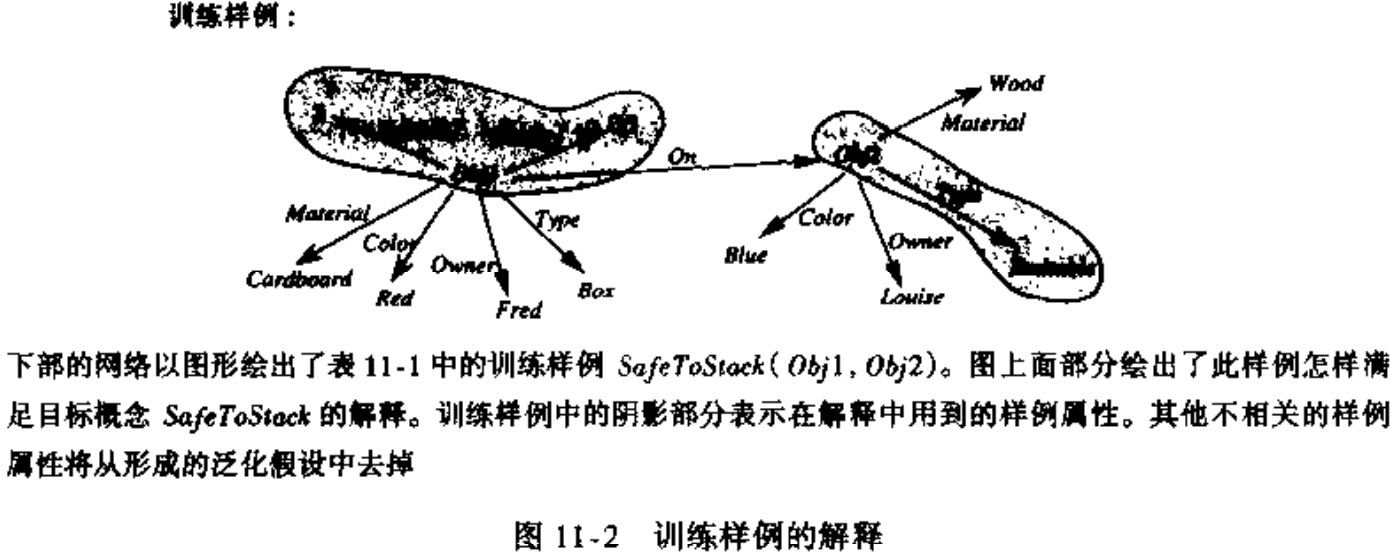 训练样例：
Wood
Material
On
Obj2
Material
Type
Color
Color
Owner
Owner
Blue
Cardboard
Box
Red
Louise
Fred
下部的网络以图形绘出了表 11-1 中的训练样例 SafeToStack( Obj1, Obj2)。图上面部分绘出了此样例怎样满
足目标概念 SafeToStack 的解释。训练样例中的阴影部分表示在解释中用到的样例属性。其他不相关的样例
属性将从形成的泛化假设中去掉
图 11-2 训练样例的解释